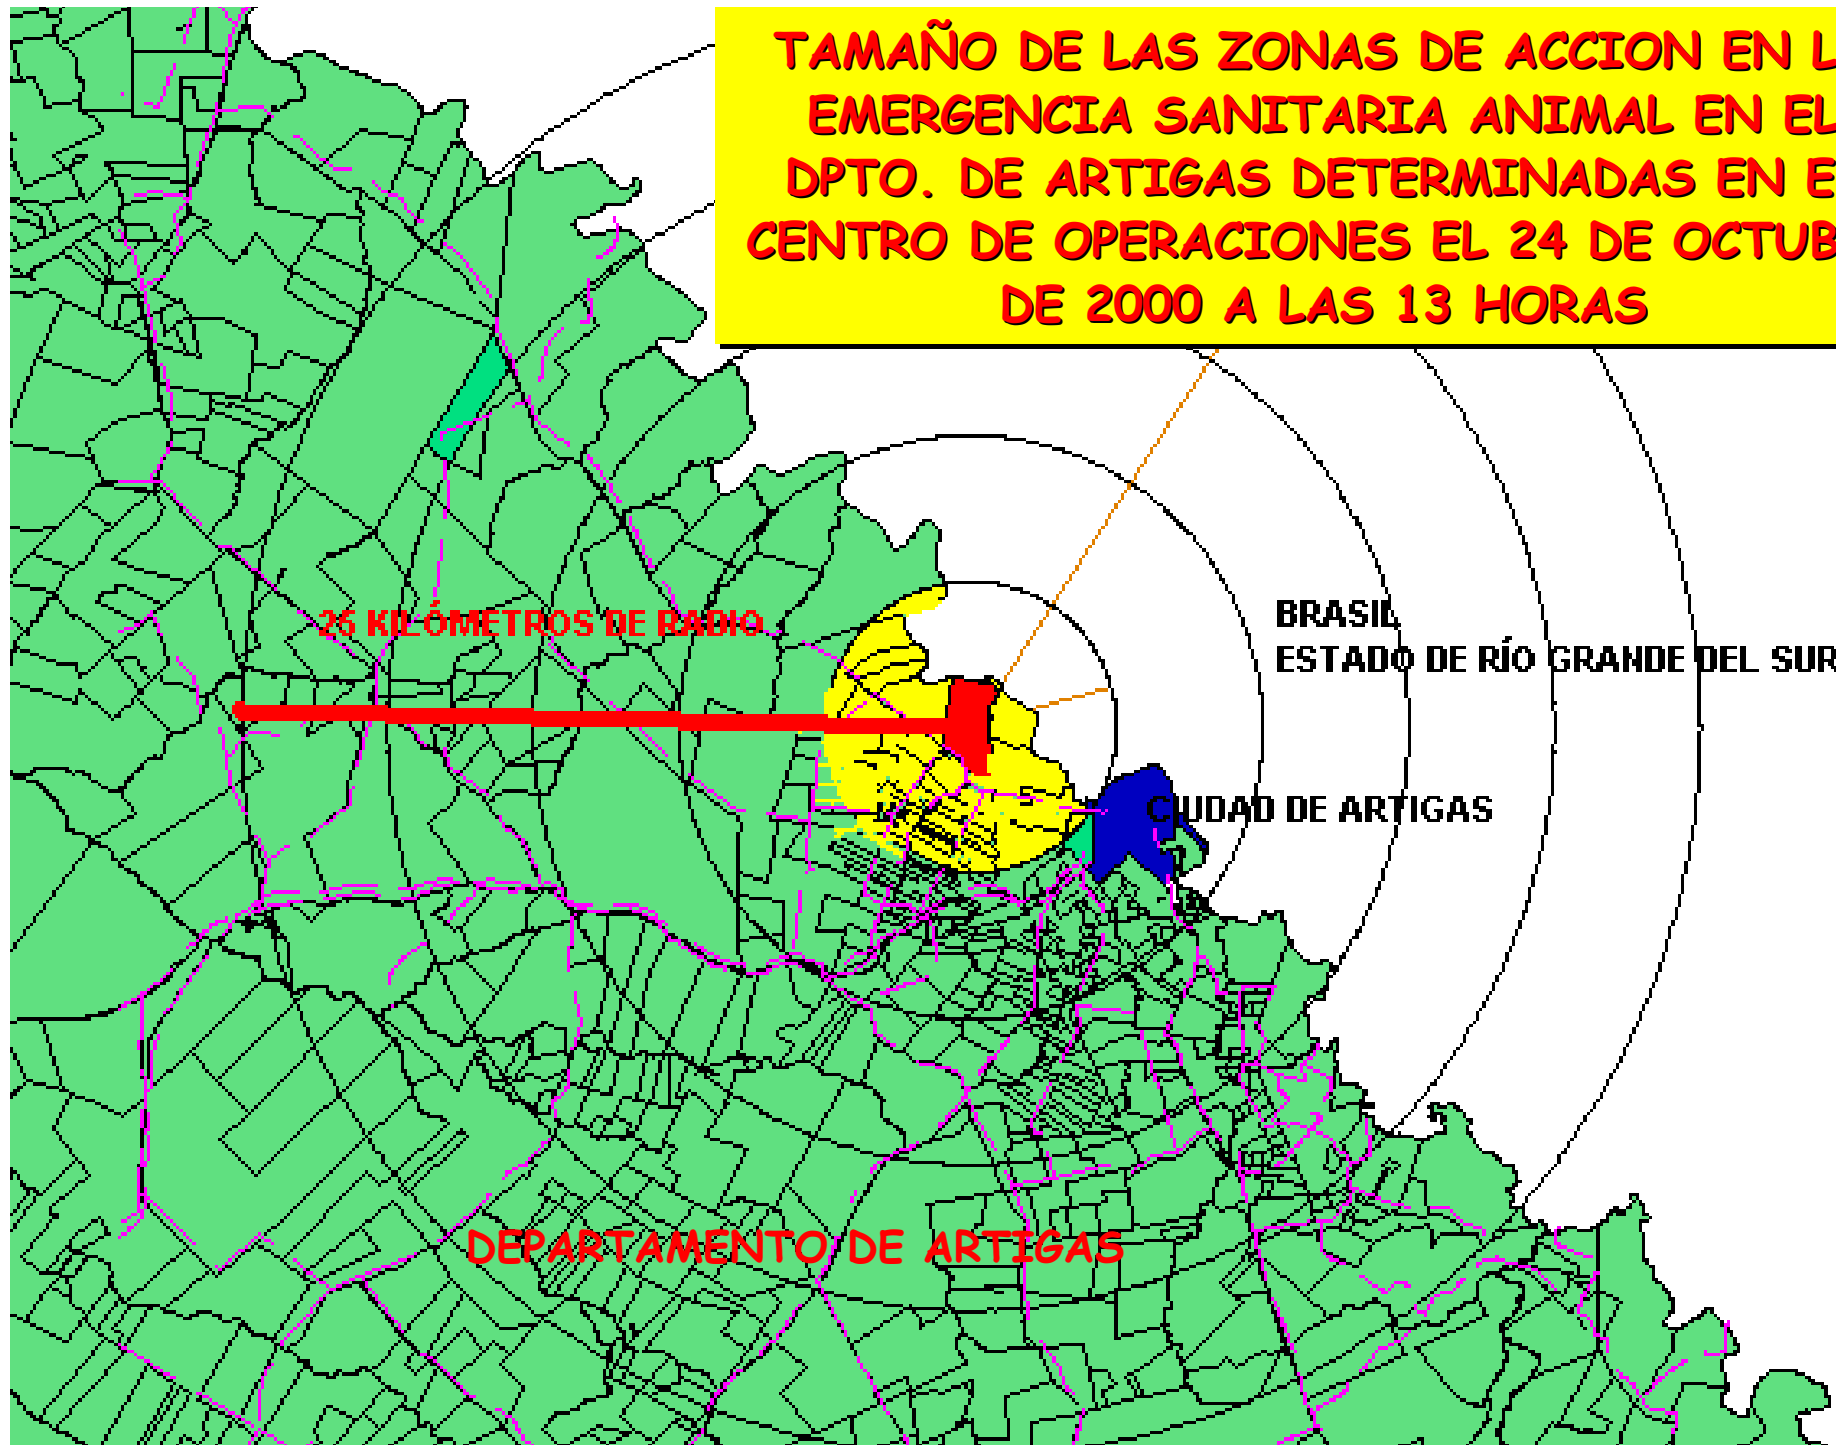 TAMAÑO DE LAS ZONAS DE ACCION EN L
EMERGENCIA SANITARIA ANIMAL EN EL
DPTO. DE ARTIGAS DETERMINADAS EN E
CENTRO DE OPERACIONES EL 24 DE OCTUB
DE 2000 A LAS 13 HORAS
25 KILÓMETROS DE RADIO
BRASIL
ESTADO DE RÍO GRANDE DEL SUR
CIUDAD DE ARTIGAS
DEPARTAMENTO DE ARTIGAS